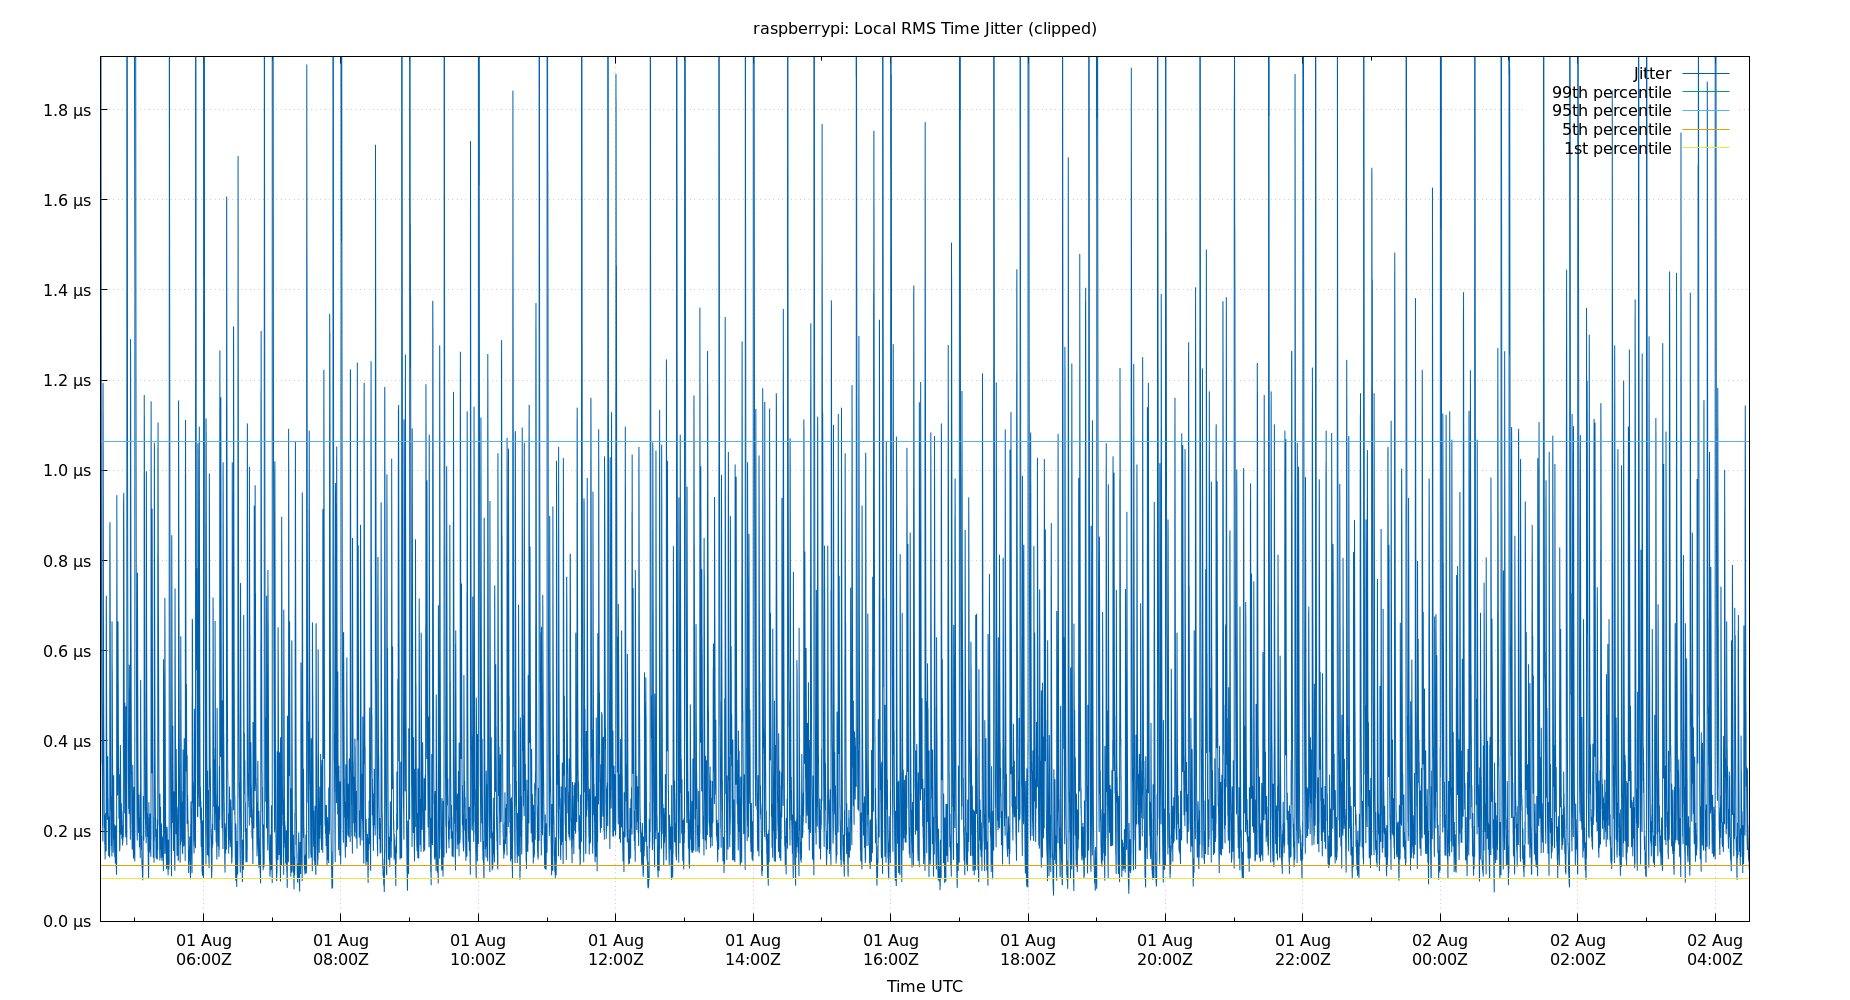 raspberrypi: Local RMS Time Jitter (clipped)
Jitter
99th percentile
95th percentile
5th percentile
1st percentile
1.8 µs
1.6 µs
1.4 µs
1.2 µs
1.0 µs
0.8 µs
0.6 µs
0.4 µs
0.2 µs
0.0 µs
01 Aug 01 Aug 01 Aug 01 Aug 01 Aug 01 Aug 01 Aug 01 Aug 01 Aug 02 Aug 02 Aug 02 Aug
06:00Z 08:00Z 10:00Z 12:00Z 14:00Z 16:00Z 18:00Z 20:00Z 22:00Z 00:00Z 02:00Z 04:00Z
Time UTC